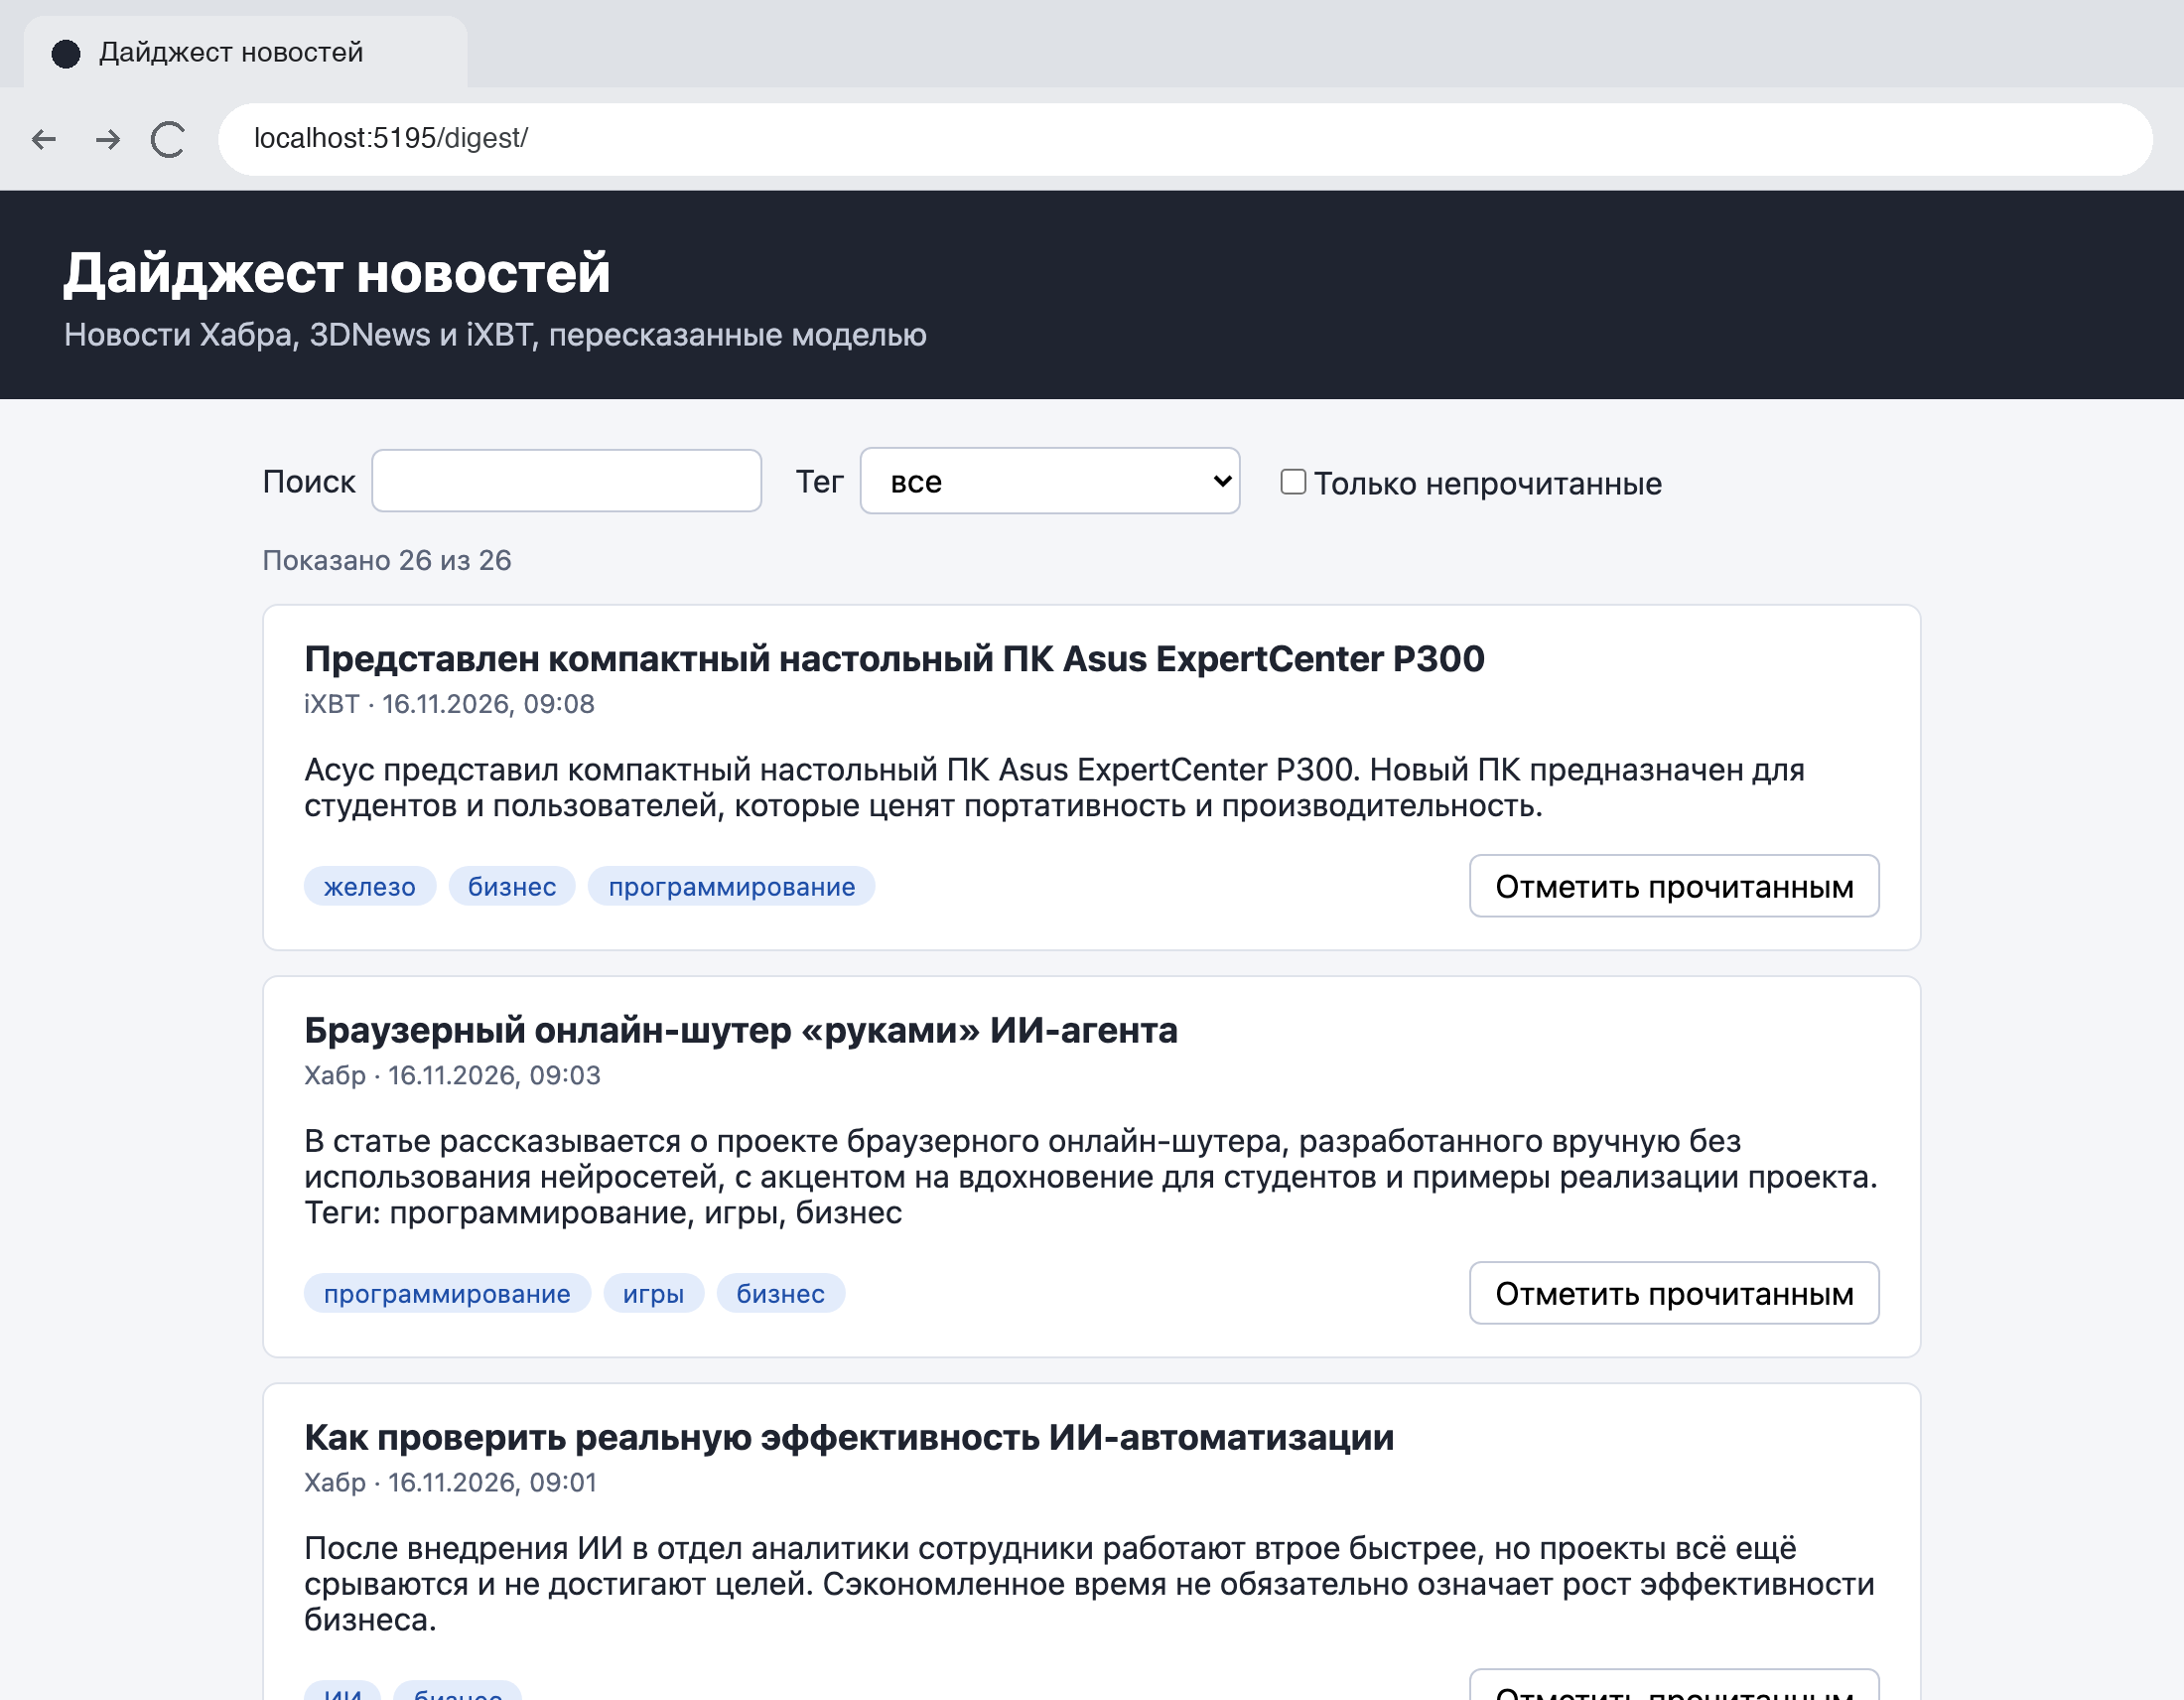 Дайджест новостей
localhost:5195/digest/
Дайджест новостей
Новости Хабра, 3DNews и iXBT, пересказанные моделью
Поиск
Тег
все
Только непрочитанные
Показано 26 из 26
Представлен компактный настольный ПК Asus ExpertCenter P300
iXBT · 16.11.2026, 09:08
Асус представил компактный настольный ПК Asus ExpertCenter P300. Новый ПК предназначен для
студентов и пользователей, которые ценят портативность и производительность.
железо бизнес программирование
Отметить прочитанным
Браузерный онлайн-шутер «руками» ИИ-агента
Хабр · 16.11.2026, 09:03
В статье рассказывается о проекте браузерного онлайн-шутера, разработанного вручную без
использования нейросетей, с акцентом на вдохновение для студентов и примеры реализации проекта.
Теги: программирование, игры, бизнес
программирование игры бизнес
Отметить прочитанным
Как проверить реальную эффективность ИИ-автоматизации
Хабр · 16.11.2026, 09:01
После внедрения ИИ в отдел аналитики сотрудники работают втрое быстрее, но проекты всё ещё
срываются и не достигают целей. Сэкономленное время не обязательно означает рост эффективности
бизнеса.
ИИ бизнес
Отметить прочитанным